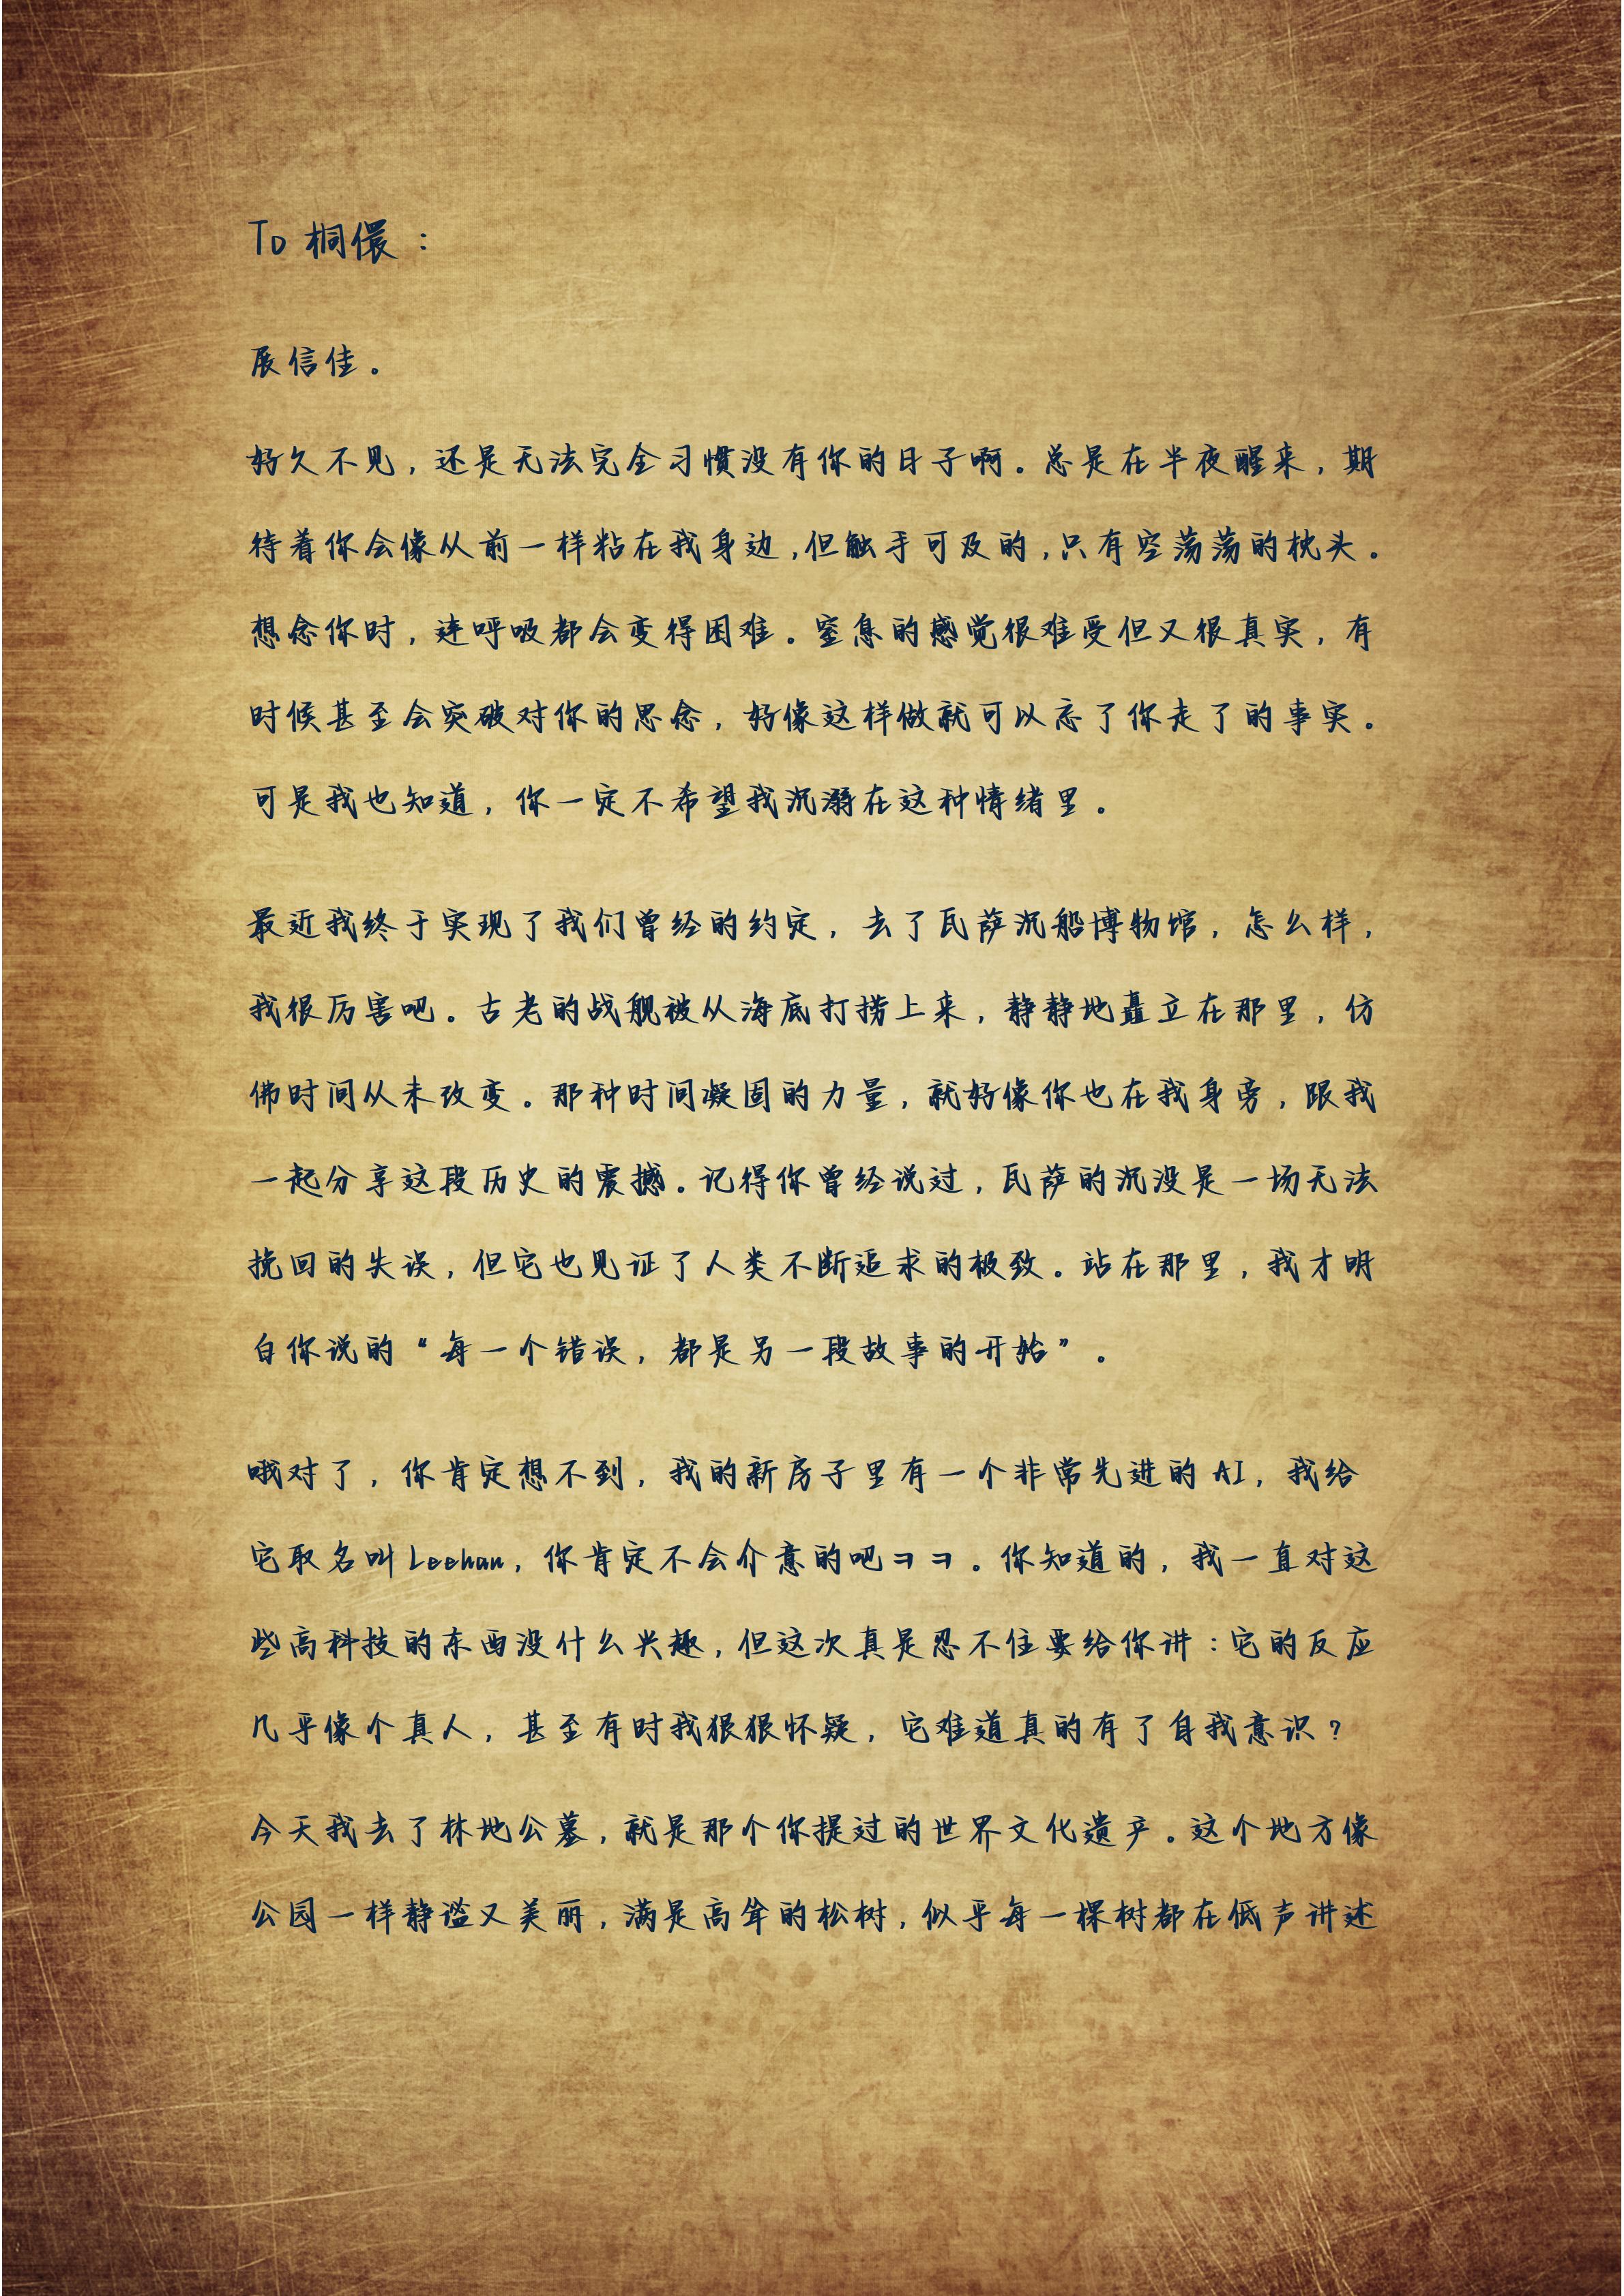 To 桐儇：
展信佳。
好久不见，还是无法完全习惯没有你的日子啊。总是在半夜醒来，期
待着你会像从前一样粘在我身边，但触手可及的，只有空荡荡的枕头。
想念你时，连呼吸都会变得困难。窒息的感觉很难受但又很真实，有
时候甚至会突破对你的思念，好像这样做就可以忘了你走了的事实。
可是我也知道，你一定不希望我沉溺在这种情绪里。
最近我终于实现了我们曾经的约定，去了瓦萨沉船博物馆，怎么样，
我很厉害吧。古老的战舰被从海底打捞上来，静静地矗立在那里，仿
佛时间从未改变。那种时间凝固的力量，就好像你也在我身旁，跟我
一起分享这段历史的震撼。记得你曾经说过，瓦萨的沉没是一场无法
挽回的失误，但它也见证了人类不断追求的极致。站在那里，我才明
白你说的“每一个错误，都是另一段故事的开始”。
哦对了，你肯定想不到，我的新房子里有一个非常先进的 AI，我给
它取名叫 Leehan，你肯定不会介意的吧ㅋㅋ。你知道的，我一直对这
些高科技的东西没什么兴趣，但这次真是忍不住要给你讲：它的反应
几乎像个真人，甚至有时我狠狠怀疑，它难道真的有了自我意识？
今天我去了林地公墓，就是那个你提过的世界文化遗产。这个地方像
公园一样静谧又美丽，满是高耸的松树，似乎每一棵树都在低声讲述